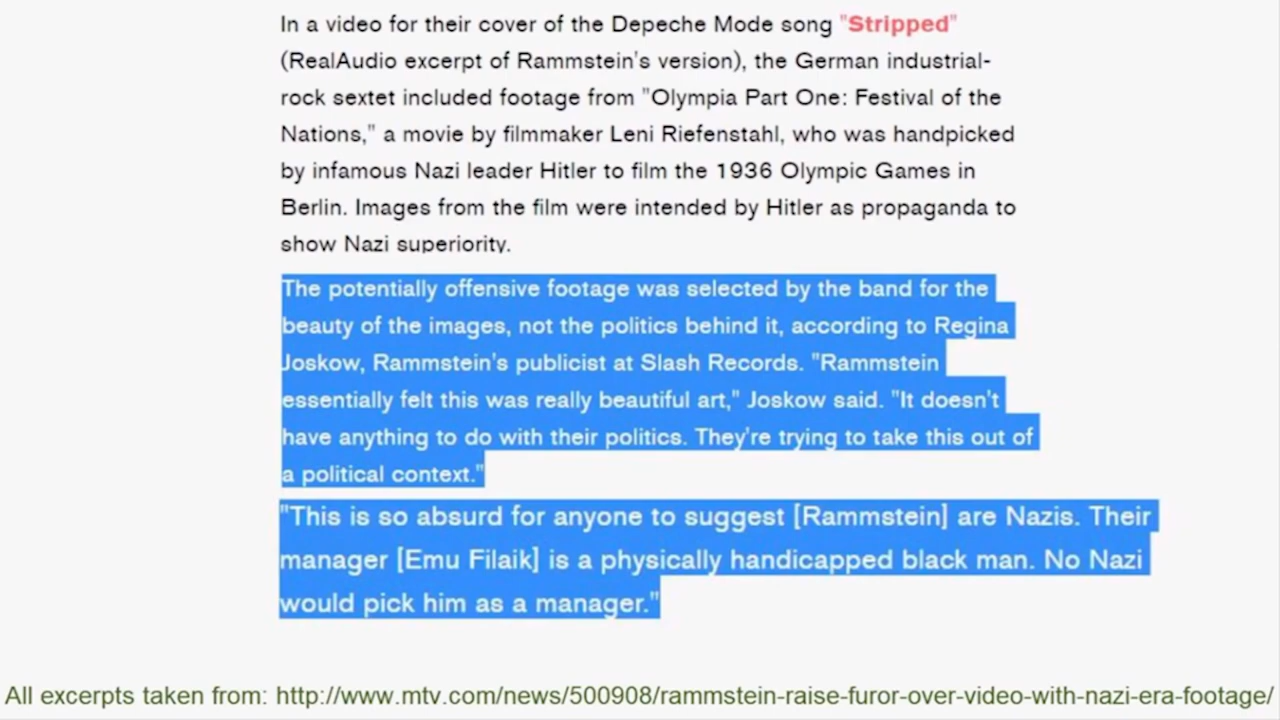 In a video for their cover of the Depeche Mode song "Stripped"
(RealAudio excerpt of Rammstein's version), the German industrial-
rock sextet included footage from "Olympia Part One: Festival of the
Nations," a movie by filmmaker Leni Riefenstahl, who was handpicked
by infamous Nazi leader Hitler to film the 1936 Olympic Games in
Berlin. Images from the film were intended by Hitler as propaganda to
show Nazi superiority.
The potentially offensive footage was selected by the band for the
beauty of the images, not the politics behind it, according to Regina
Joskow, Rammstein's publicist at Slash Records. "Rammstein
essentially felt this was really beautiful art," Joskow said. "It doesn't
have anything to do with their politics. They're trying to take this out of
a political context."
"This is so absurd for anyone to suggest [Rammstein] are Nazis. Their
manager [Emu Filaik] is a physically handicapped black man. No Nazi
would pick him as a manager."
All excerpts taken from: http://www.mtv.com/news/500908/rammstein-raise-furor-over-video-with-nazi-era-footage/